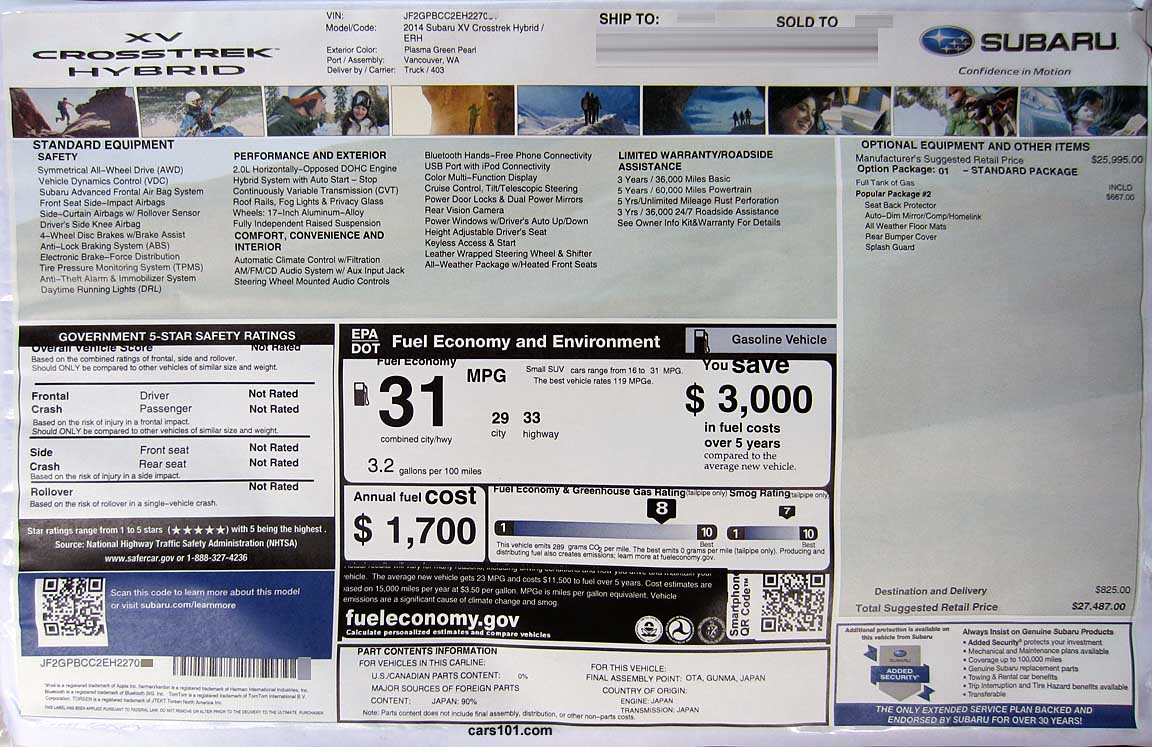 XV
CROSSTREK™
HYBRID
VIN: JF2GPBCC2EH2270
Model/Code: 2014 Subaru XV Crosstrek Hybrid /
ERH
Exterior Color: Plasma Green Pearl
Port / Assembly: Vancouver, WA
Deliver by / Carrier: Truck / 403
SHIP TO:
SOLD TO
SUBARU.
Confidence in Motion
STANDARD EQUIPMENT
SAFETY
Symmetrical All-Wheel Drive (AWD)
Vehicle Dynamics Control (VDC)
Subaru Advanced Frontal Air Bag System
Front Seat Side-Impact Airbags
Side-Curtain Airbags w/ Rollover Sensor
Driver's Side Knee Airbag
4-Wheel Disc Brakes w/Brake Assist
Anti-Lock Braking System (ABS)
Electronic Brake-Force Distribution
Tire Pressure Monitoring System (TPMS)
Anti-Theft Alarm & Immobilizer System
Daytime Running Lights (DRL)
PERFORMANCE AND EXTERIOR
2.0L Horizontally-Opposed DOHC Engine
Hybrid System with Auto Start - Stop
Continuously Variable Transmission (CVT)
Roof Rails, Fog Lights & Privacy Glass
Wheels: 17-Inch Aluminum-Alloy
Fully Independent Raised Suspension
COMFORT, CONVENIENCE AND
INTERIOR
Automatic Climate Control w/Filtration
AM/FM/CD Audio System w/ Aux Input Jack
Steering Wheel Mounted Audio Controls
Bluetooth Hands-Free Phone Connectivity
USB Port with iPod Connectivity
Color Multi-Function Display
Cruise Control, Tilt/Telescopic Steering
Power Door Locks & Dual Power Mirrors
Rear Vision Camera
Power Windows w/Driver's Auto Up/Down
Height Adjustable Driver's Seat
Keyless Access & Start
Leather Wrapped Steering Wheel & Shifter
All-Weather Package w/Heated Front Seats
LIMITED WARRANTY/ROADSIDE
ASSISTANCE
3 Years / 36,000 Miles Basic
5 Years / 60,000 Miles Powertrain
5 Yrs/Unlimited Mileage Rust Perforation
3 Yrs / 36,000 24/7 Roadside Assistance
See Owner Info Kit&Warranty For Details
OPTIONAL EQUIPMENT AND OTHER ITEMS
Manufacturer's Suggested Retail Price $25,995.00
Option Package: 01 - STANDARD PACKAGE
Full Tank of Gas INCLD
Popular Package #2 $667.00
Seat Back Protector
Auto-Dim Mirror/Comp/Homelink
All Weather Floor Mats
Rear Bumper Cover
Splash Guard
Destination and Delivery $825.00
Total Suggested Retail Price $27,487.00
GOVERNMENT 5-STAR SAFETY RATINGS
Overall Vehicle Score Not Rated
Based on the combined ratings of frontal, side and rollover.
Should ONLY be compared to other vehicles of similar size and weight.
Frontal Driver Not Rated
Crash Passenger Not Rated
Based on the risk of injury in a frontal impact.
Should ONLY be compared to other vehicles of similar size and weight.
Side Front seat Not Rated
Crash Rear seat Not Rated
Based on the risk of injury in a side impact.
Rollover Not Rated
Based on the risk of rollover in a single-vehicle crash.
Star ratings range from 1 to 5 stars (★★★★★) with 5 being the highest.
Source: National Highway Traffic Safety Administration (NHTSA)
www.safercar.gov or 1-888-327-4236
Scan this code to learn more about this model
or visit subaru.com/learnmore
JF2GPBCC2EH2270
EPA
DOT
Fuel Economy and Environment
Gasoline Vehicle
Fuel Economy
31 MPG
combined city/hwy
29 33
city highway
3.2 gallons per 100 miles
Small SUV cars range from 16 to 31 MPG.
The best vehicle rates 119 MPGe.
You save
$ 3,000
in fuel costs
over 5 years
compared to the
average new vehicle.
Annual fuel cost
$ 1,700
Fuel Economy & Greenhouse Gas Rating (tailpipe only) Smog Rating (tailpipe only)
8 7
1 10 1 10
Best Best
This vehicle emits 289 grams CO2 per mile. The best emits 0 grams per mile (tailpipe only). Producing and
distributing fuel also creates emissions; learn more at fueleconomy.gov.
vehicle. The average new vehicle gets 23 MPG and costs $11,500 to fuel over 5 years. Cost estimates are
based on 15,000 miles per year at $3.50 per gallon. MPGe is miles per gallon equivalent. Vehicle
emissions are a significant cause of climate change and smog.
fueleconomy.gov
Calculate personalized estimates and compare vehicles
Smartphone
QR Code™
PART CONTENTS INFORMATION
FOR VEHICLES IN THIS CARLINE:
U.S./CANADIAN PARTS CONTENT: 0%
MAJOR SOURCES OF FOREIGN PARTS
CONTENT: JAPAN: 90%
FOR THIS VEHICLE:
FINAL ASSEMBLY POINT: OTA, GUNMA, JAPAN
COUNTRY OF ORIGIN:
ENGINE: JAPAN
TRANSMISSION: JAPAN
Note: Parts content does not include final assembly, distribution, or other non-parts costs.
Additional protection is available on
this vehicle from Subaru
SUBARU
ADDED
SECURITY
Always Insist on Genuine Subaru Products
• Added Security® protects your investment
• Mechanical and Maintenance plans available
• Coverage up to 100,000 miles
• Genuine Subaru replacement parts
• Towing & Rental car benefits
• Trip Interruption and Tire Hazard benefits available
• Transferable
THE ONLY EXTENDED SERVICE PLAN BACKED AND
ENDORSED BY SUBARU FOR OVER 30 YEARS!
cars101.com